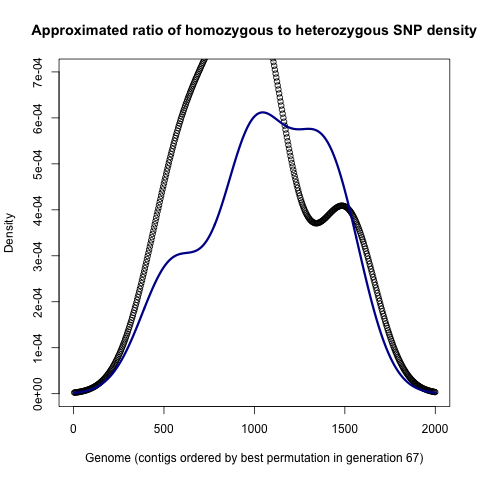 Approximated ratio of homozygous to heterozygous SNP density
7e-04
6e-04
5e-04
4e-04
3e-04
2e-04
1e-04
0e+00
Density
0 500 1000 1500 2000
Genome (contigs ordered by best permutation in generation 67)